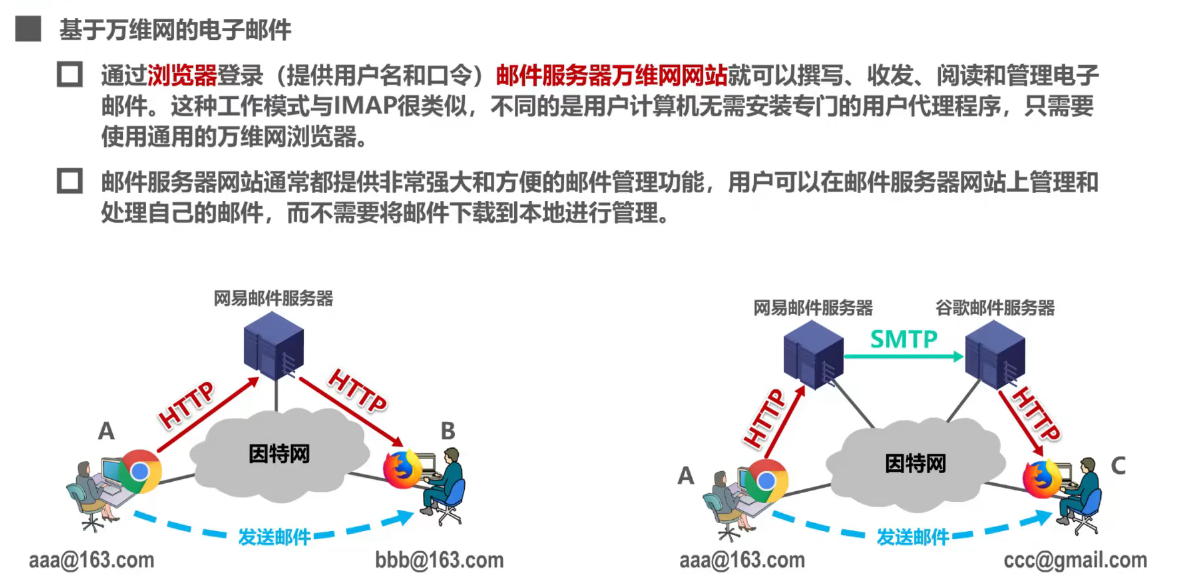 基于万维网的电子邮件
通过浏览器登录（提供用户名和口令）邮件服务器万维网网站就可以撰写、收发、阅读和管理电子
邮件。这种工作模式与IMAP很类似，不同的是用户计算机无需安装专门的用户代理程序，只需要
使用通用的万维网浏览器。
邮件服务器网站通常都提供非常强大和方便的邮件管理功能，用户可以在邮件服务器网站上管理和
处理自己的邮件，而不需要将邮件下载到本地进行管理。
网易邮件服务器
HTTP
HTTP
A
B
因特网
发送邮件
aaa@163.com
bbb@163.com
网易邮件服务器
谷歌邮件服务器
SMTP
HTTP
HTTP
A
C
因特网
发送邮件
aaa@163.com
ccc@gmail.com